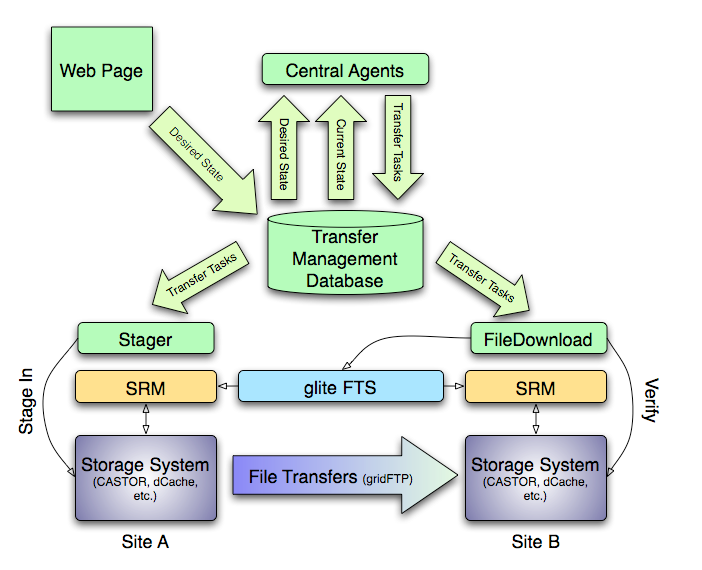 Web Page
Central Agents
Desired State
Desired State
Current State
Transfer Tasks
Transfer
Management
Database
Transfer Tasks
Transfer Tasks
Stager
FileDownload
Stage In
SRM
glite FTS
SRM
Verify
Storage System
(CASTOR, dCache,
etc.)
File Transfers (gridFTP)
Storage System
(CASTOR, dCache,
etc.)
Site A
Site B